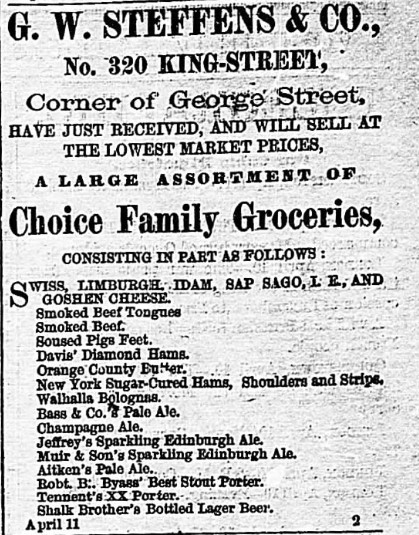 G. W. STEFFENS & CO.,
No. 320 KING-STREET,
Corner of George Street,
HAVE JUST RECEIVED, AND WILL SELL AT
THE LOWEST MARKET PRICES,
A LARGE ASSORTMENT OF
Choice Family Groceries,
CONSISTING IN PART AS FOLLOWS:
SWISS, LIMBURGH, IDAM, SAP SAGO, L E., AND
GOSHEN CHEESE.
Smoked Beef Tongues
Smoked Beef.
Soused Pigs Feet.
Davis' Diamond Hams.
Orange County Butter.
New York Sugar-Cured Hams, Shoulders and Strips.
Walhalla Bolognas.
Bass & Co.'s Pale Ale.
Champagne Ale.
Jeffrey's Sparkling Edinburgh Ale.
Muir & Son's Sparkling Edinburgh Ale.
Aitken's Pale Ale.
Robt. B. Byass' Best Stout Porter.
Tennent's XX Porter.
Shalk Brother's Bottled Lager Beer.
April 11 2